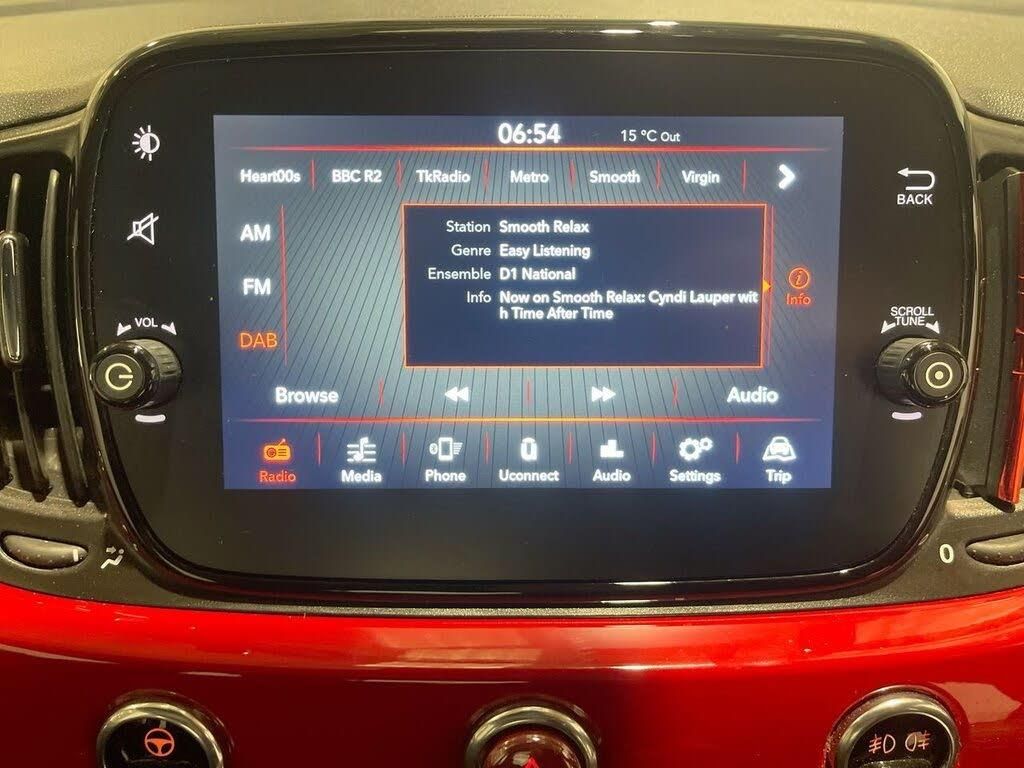 06:54 15 °C Out
Heart00s BBC R2 TkRadio Metro Smooth Virgin
BACK
AM
FM
DAB
Station Smooth Relax
Genre Easy Listening
Ensemble D1 National
Info Now on Smooth Relax: Cyndi Lauper wit
h Time After Time
i
Info
VOL
SCROLL
TUNE
Browse Audio
Radio Media Phone Uconnect Audio Settings Trip
0